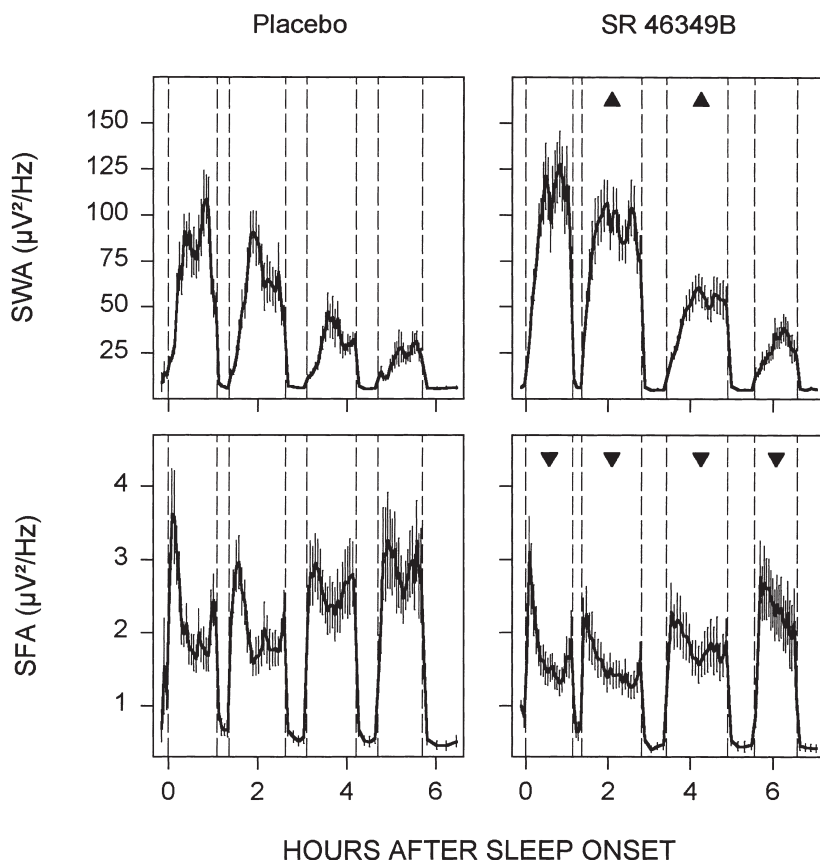 Placebo
SR 46349B
SWA (µV²/Hz)
150
125
100
75
50
25
SFA (µV²/Hz)
4
3
2
1
0 2 4 6
0 2 4 6
HOURS AFTER SLEEP ONSET